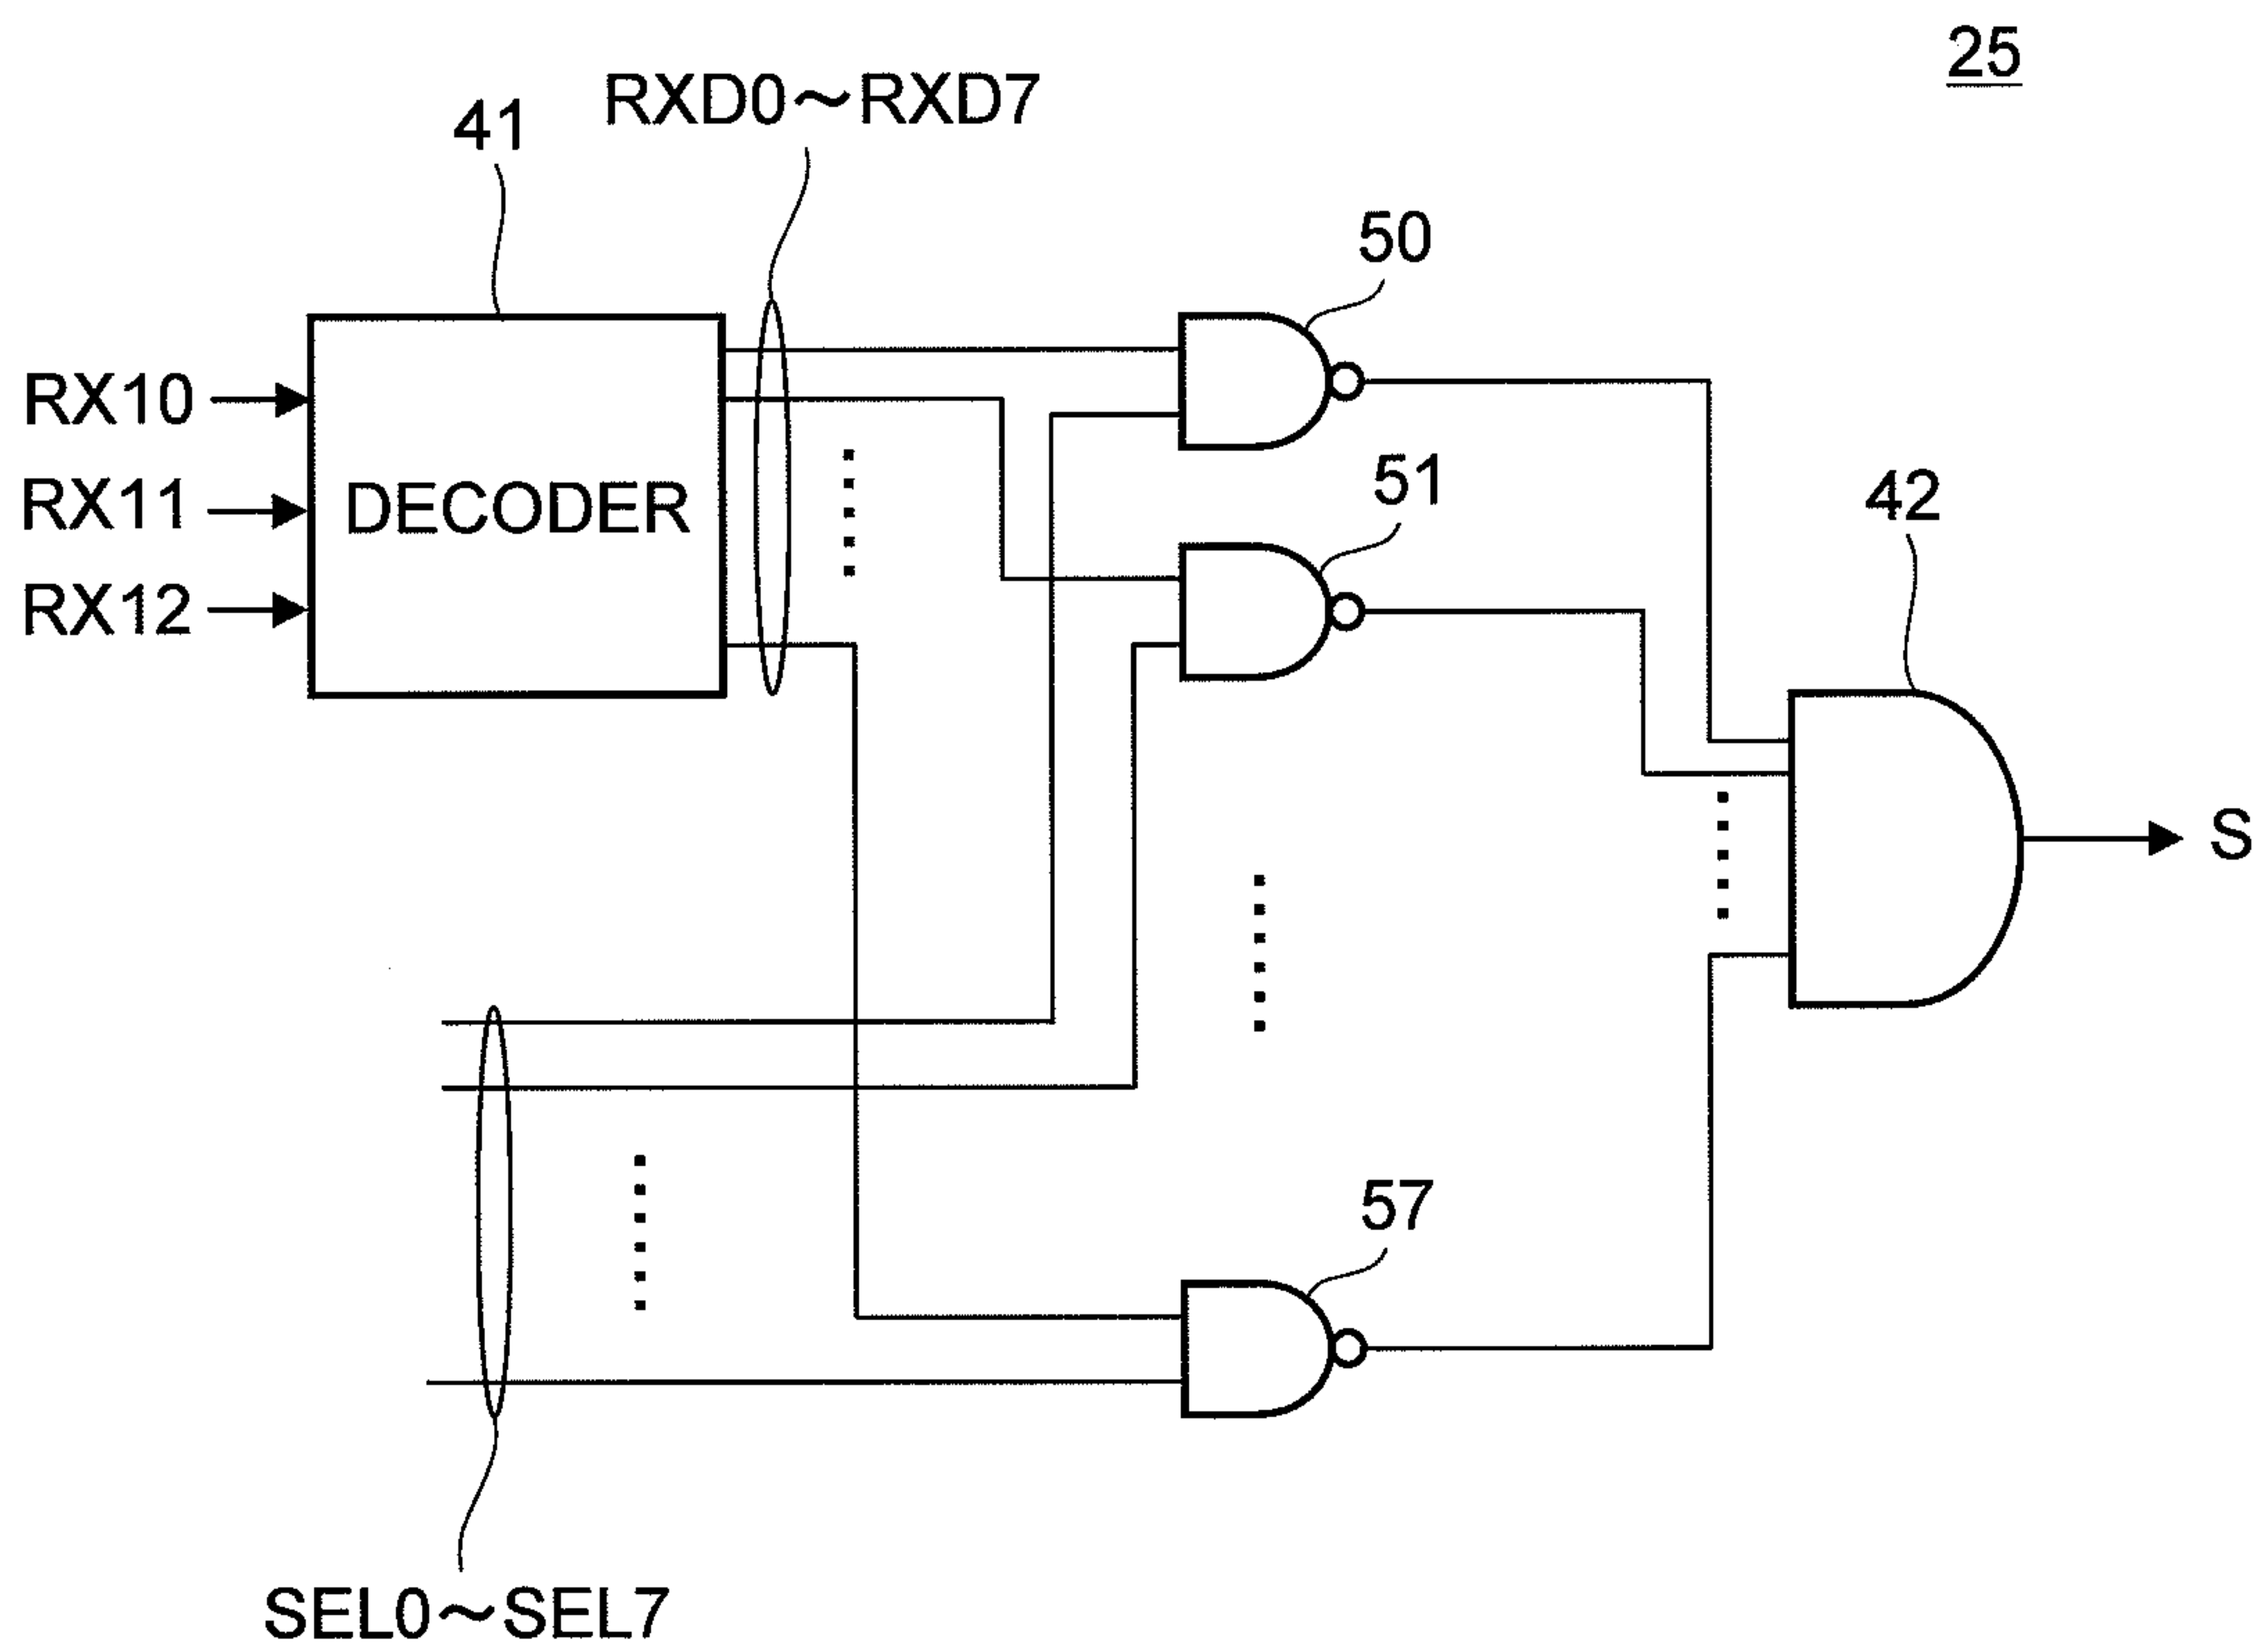 25
RXD0～RXD7
41
50
RX10
51
RX11
DECODER
42
RX12
S
57
SEL0～SEL7